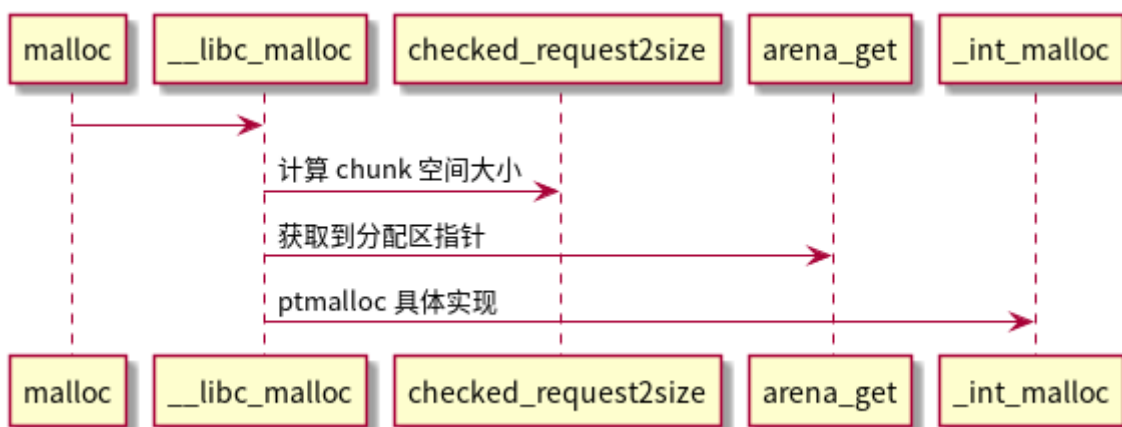 malloc __libc_malloc checked_request2size arena_get _int_malloc
计算 chunk 空间大小
获取到分配区指针
ptmalloc 具体实现
malloc __libc_malloc checked_request2size arena_get _int_malloc